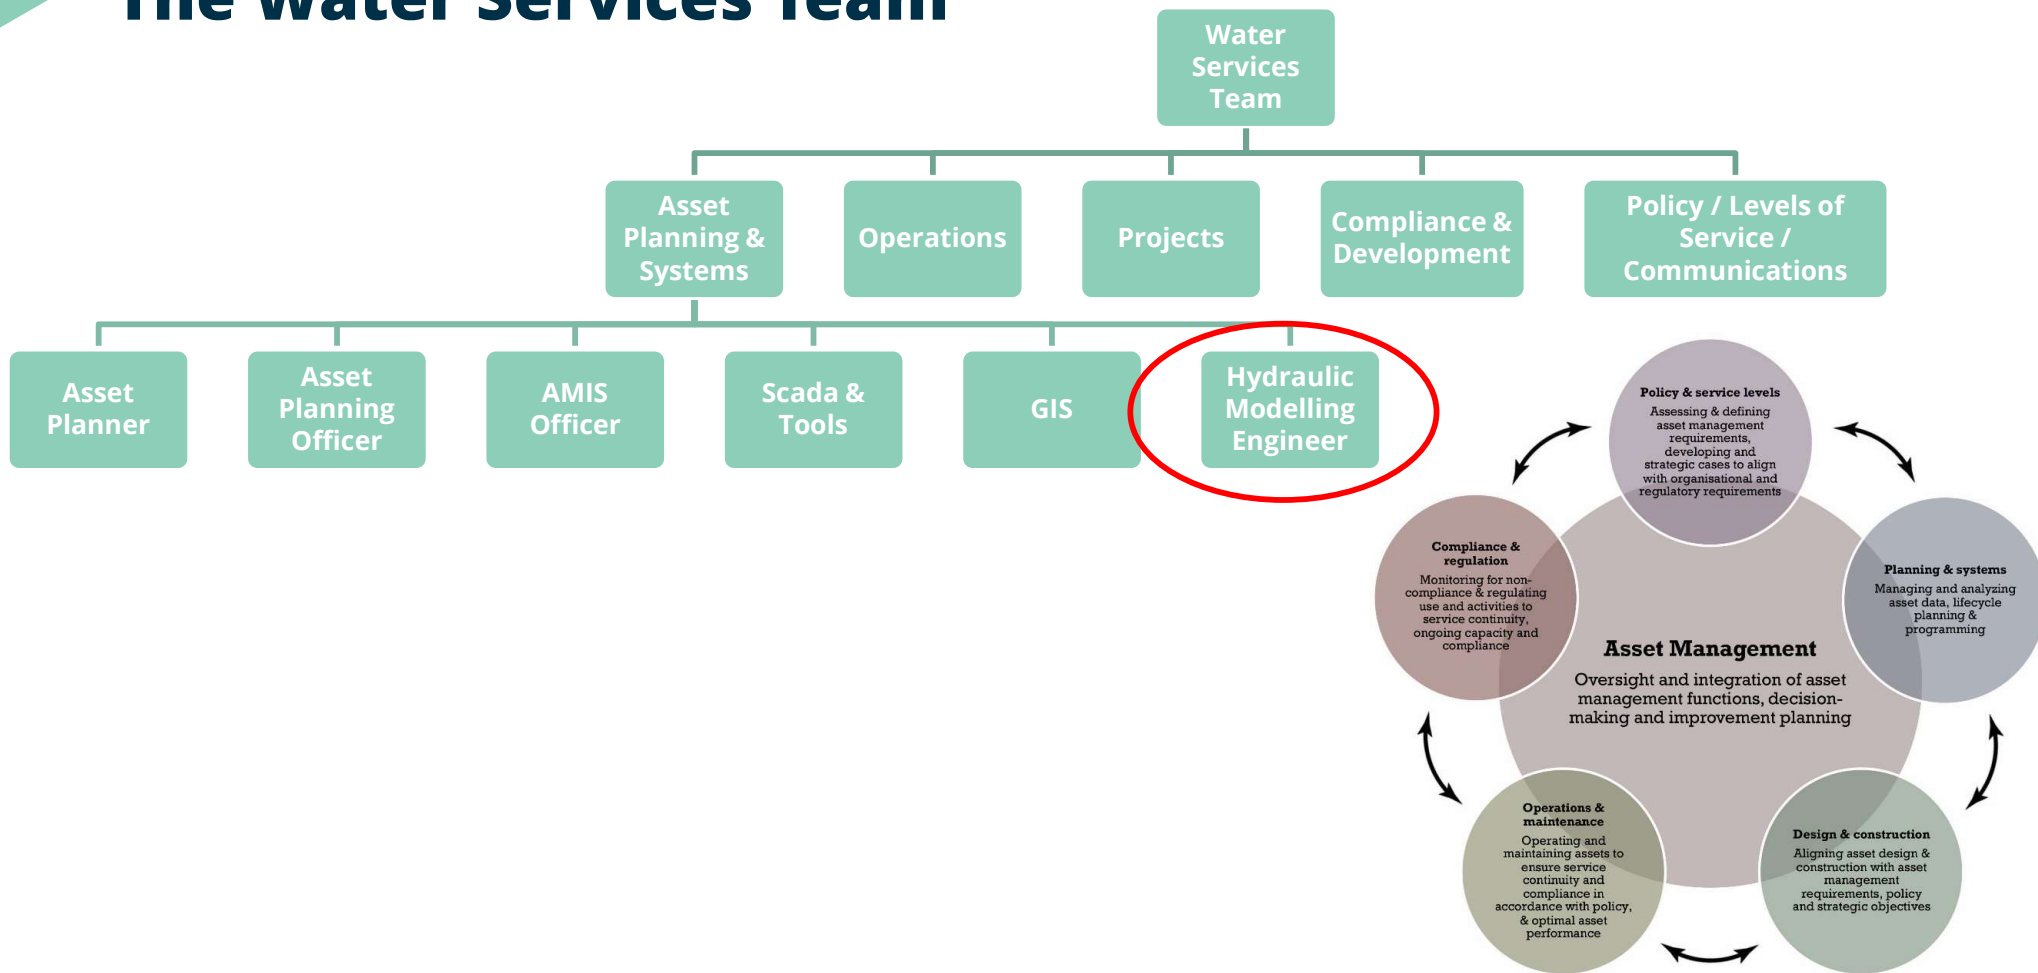 The Water Services Team
Water
Services
Team
Asset
Planning &
Systems
Operations
Projects
Compliance &
Development
Policy / Levels of
Service /
Communications
Asset
Planner
Asset
Planning
Officer
AMIS
Officer
Scada &
Tools
GIS
Hydraulic
Modelling
Engineer
Policy & service levels
Assessing & defining
asset management
requirements,
developing and
strategic cases to align
with organisational and
regulatory requirements
Compliance &
regulation
Monitoring for non-
compliance & regulating
use and activities to
service continuity,
ongoing capacity and
compliance
Planning & systems
Managing and analyzing
asset data, lifecycle
planning &
programming
Asset Management
Oversight and integration of asset
management functions, decision-
making and improvement planning
Operations &
maintenance
Operating and
maintaining assets to
ensure service
continuity and
compliance in
accordance with policy,
& optimal asset
performance
Design & construction
Aligning asset design &
construction with asset
management
requirements, policy
and strategic objectives